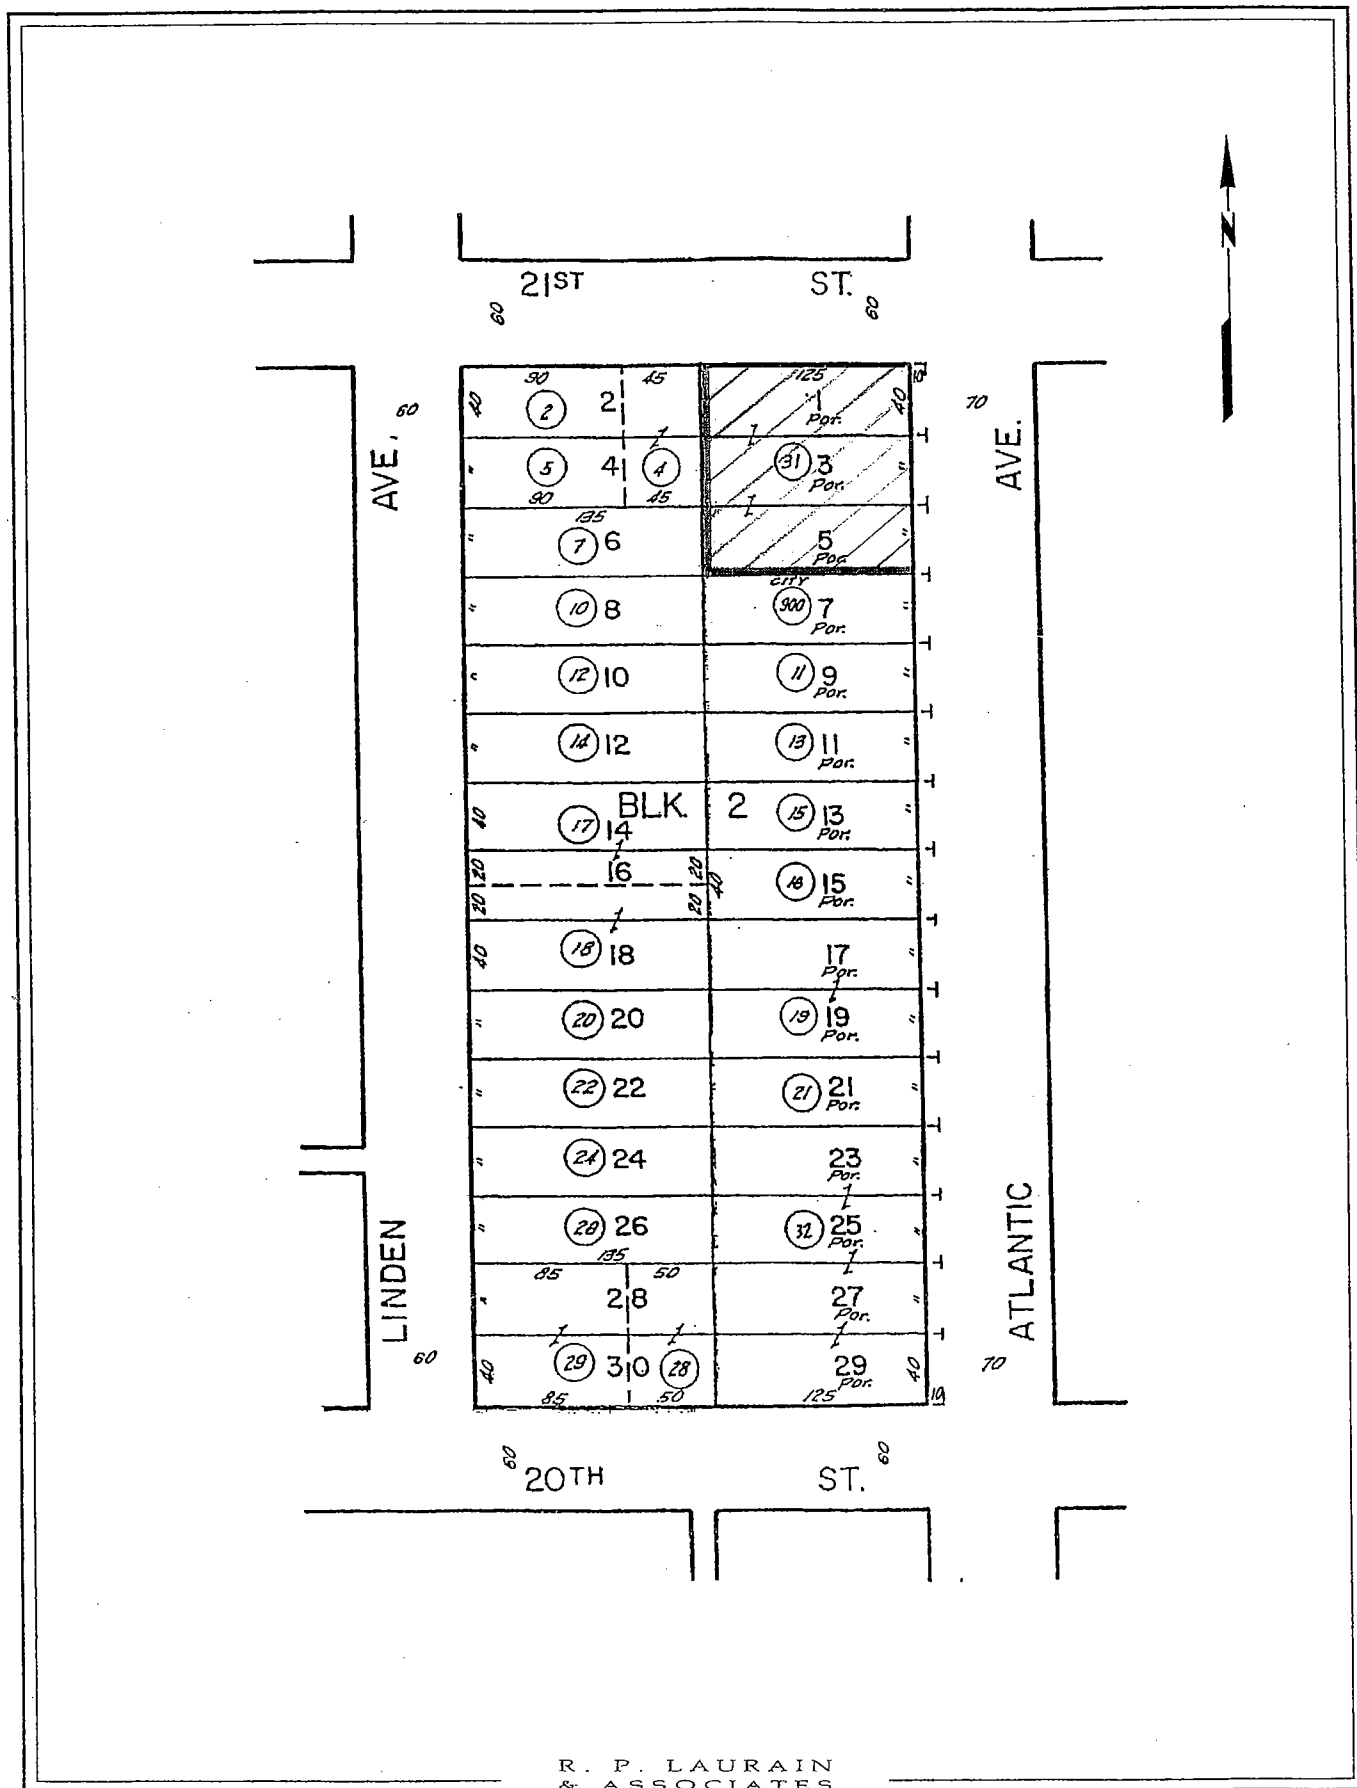 N
21ST ST.
60 60
60 AVE. 70 AVE.
90 45 125 10
40 2 2 1 40
Por.
5 4 4 31 3 "
Por.
90 45
135
" 7 6 5 "
Por.
CITY
" 10 8 900 7 "
Por.
" 12 10 11 9 "
Por.
" 14 12 13 11 "
Por.
BLK. 2
40 17 14 15 13 "
Por.
20 16 20 40
20 20 15 "
Por.
40 18 18 17 "
Por.
" 20 20 19 19 "
Por.
" 22 22 21 21 "
Por.
" 24 24 23 "
Por.
" 26 32 25 "
Por.
135
85 50
" 28 27 "
Por.
LINDEN ATLANTIC
60 70
40 29 30 28 29 40
Por.
85 50 125 10
60 60
20TH ST.
R. P. LAURAIN
& ASSOCIATES